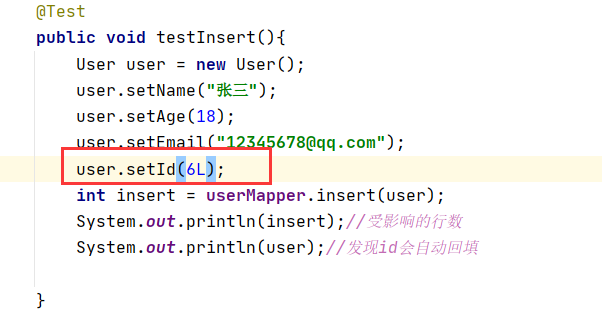 @Test
public void testInsert(){
User user = new User();
user.setName("张三");
user.setAge(18);
user.setEmail("12345678@qq.com");
user.setId(6L);
int insert = userMapper.insert(user);
System.out.println(insert);//受影响的行数
System.out.println(user);//发现id会自动回填
}